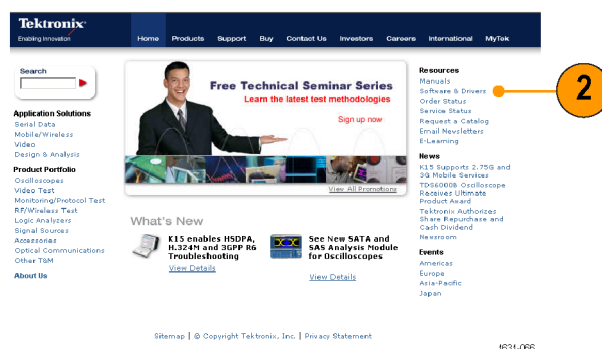 Tektronix
Enabling Innovation
Home Products Support Buy Contact Us Investors Careers International MyTek
Search
Application Solutions
Serial Data
Mobile/Wireless
Video
Design & Analysis
Product Portfolio
Oscilloscopes
Video Test
Monitoring/Protocol Test
RF/Wireless Test
Logic Analyzers
Signal Sources
Accessories
Optical Communications
Other T&M
About Us
Free Technical Seminar Series
Learn the latest test methodologies
Sign up now
View All Promotions
What's New
K15 enables HSDPA,
H.324M and 3GPP R6
Troubleshooting
View Details
See New SATA and
SAS Analysis Module
for Oscilloscopes
View Details
Resources
Manuals
Software & Drivers
Order Status
Service Status
Request a Catalog
Email Newsletters
E-Learning
News
K15 Supports 2.75G and
3G Mobile Services
TDS6000B Oscilloscope
Receives Ultimate
Product Award
Tektronix Authorizes
Share Repurchase and
Cash Dividend
Newsroom
Events
Americas
Europe
Asia-Pacific
Japan
2
Sitemap | © Copyright Tektronix, Inc. | Privacy Statement
1631-066